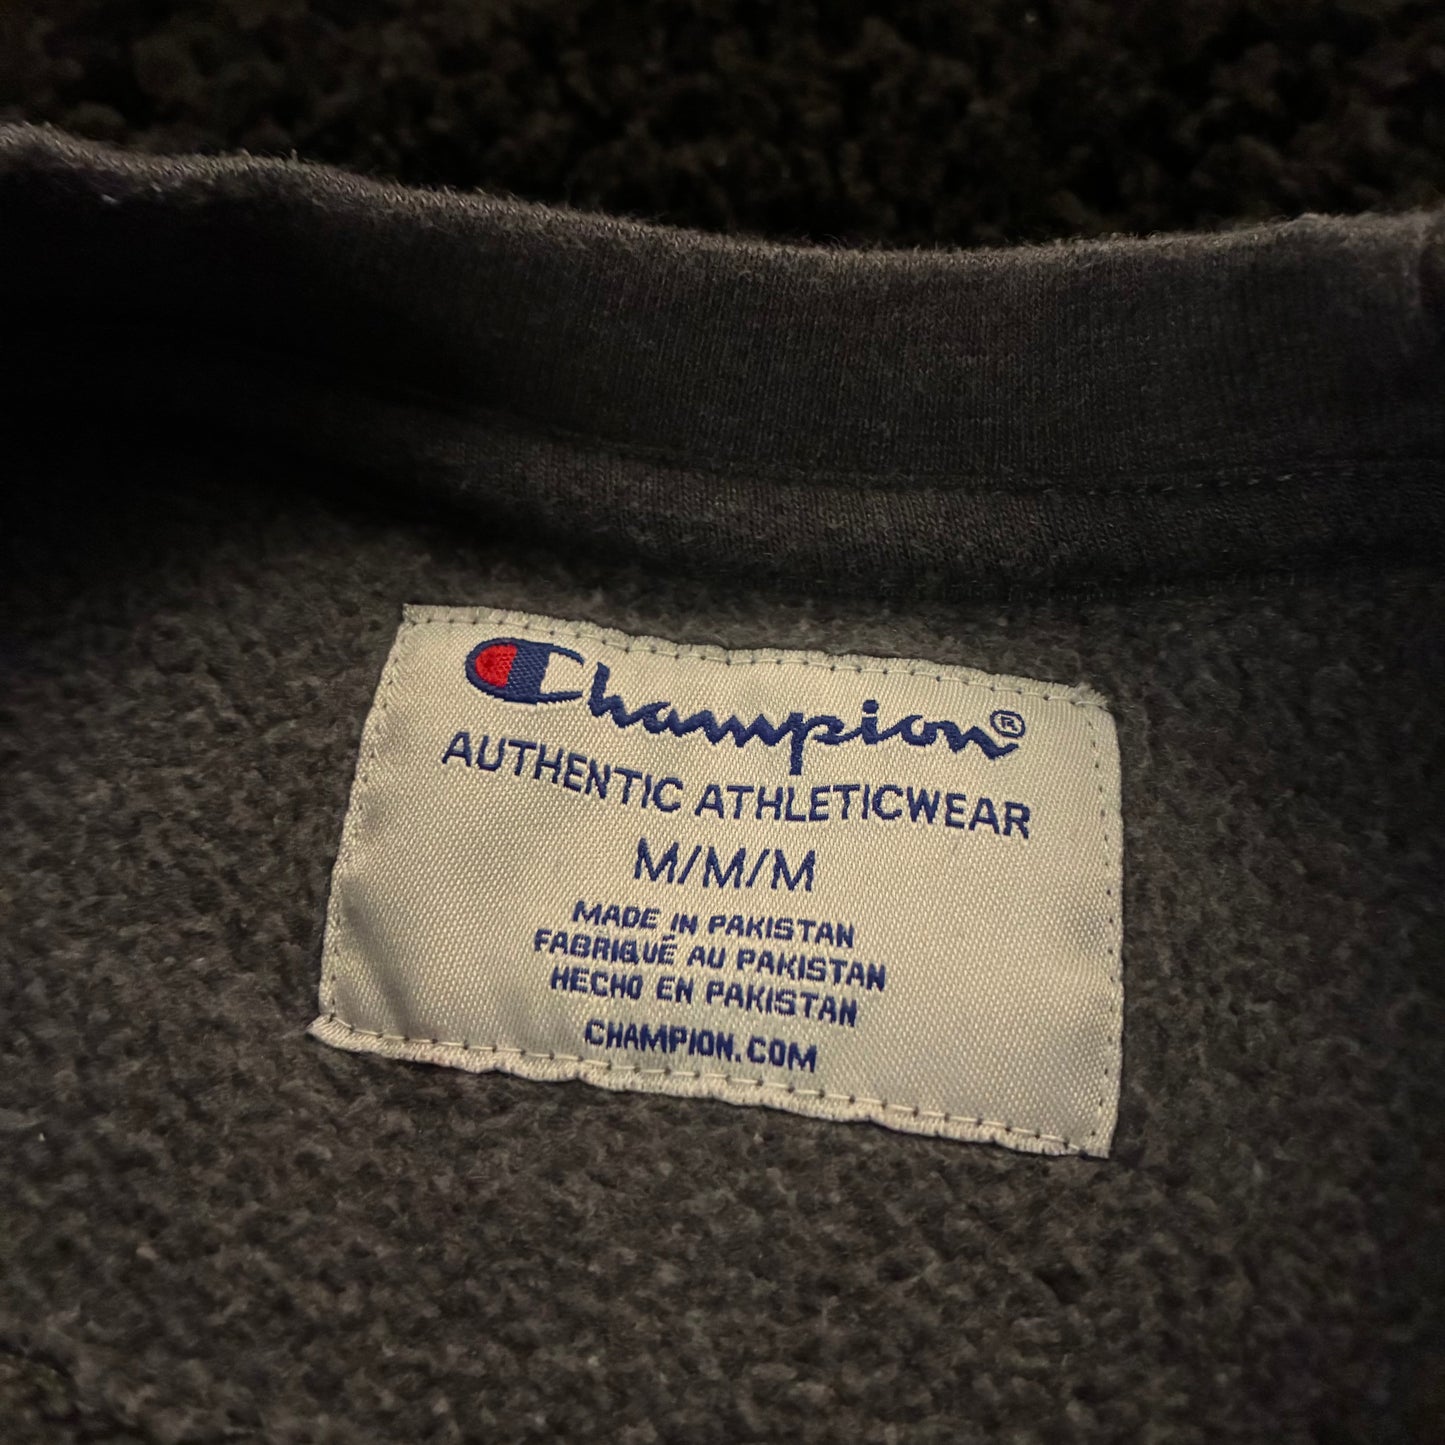 Champion®
AUTHENTIC ATHLETICWEAR
M/M/M
MADE IN PAKISTAN
FABRIQUÉ AU PAKISTAN
HECHO EN PAKISTAN
CHAMPION.COM